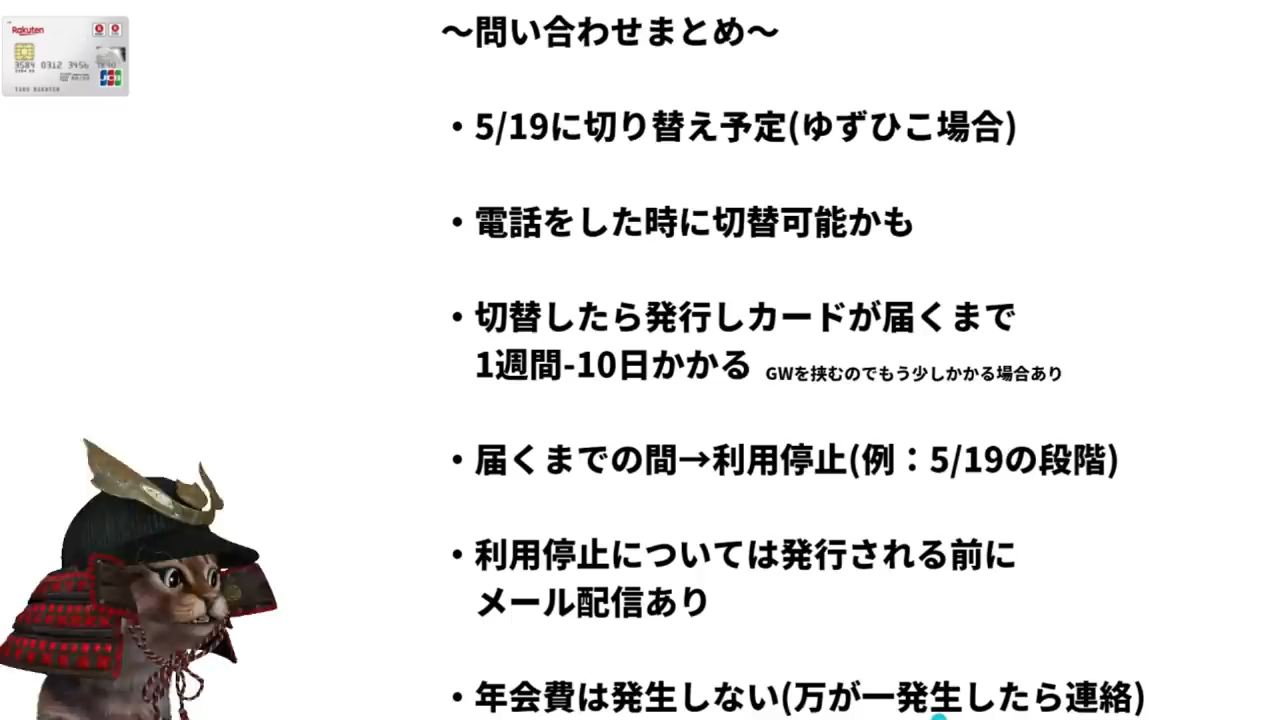 Rakuten
3584 0312 3456
TARO RAKUTEN
JCB
〜問い合わせまとめ〜
・5/19に切り替え予定(ゆずひこ場合)
・電話をした時に切替可能かも
・切替したら発行しカードが届くまで
1週間-10日かかる GWを挟むのでもう少しかかる場合あり
・届くまでの間→利用停止(例：5/19の段階)
・利用停止については発行される前に
メール配信あり
・年会費は発生しない(万が一発生したら連絡)